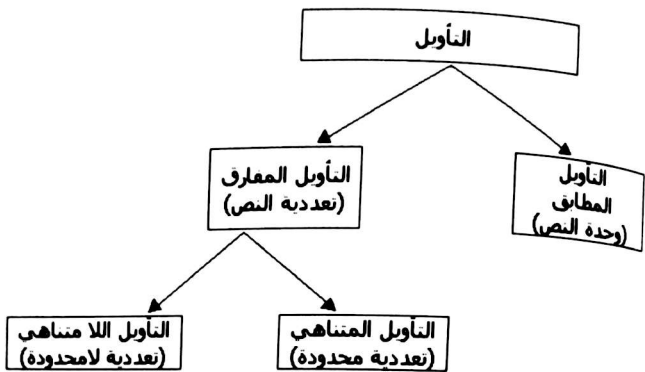 التأويل
التأويل
المطابق
(وحدة النص)
التأويل المفارق
(تعددية النص)
التأويل المتناهي
(تعددية محدودة)
التأويل اللا متناهي
(تعددية لامحدودة)